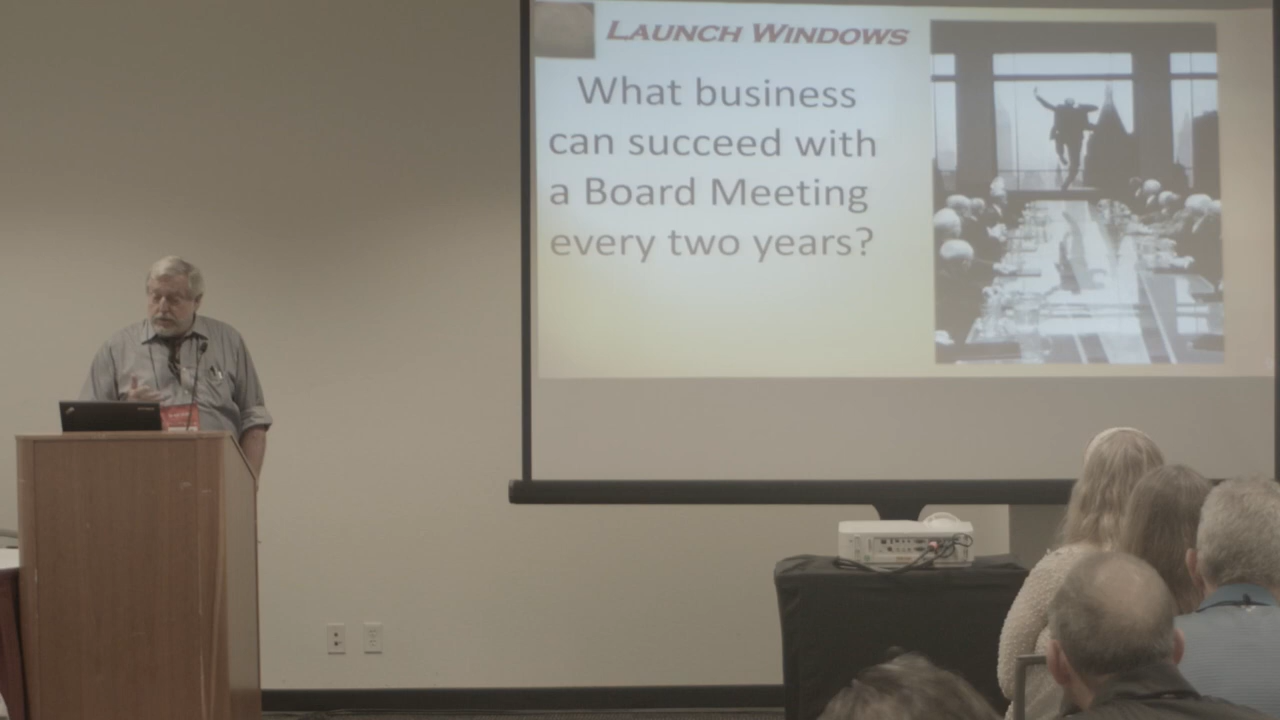 LAUNCH WINDOWS
What business
can succeed with
a Board Meeting
every two years?